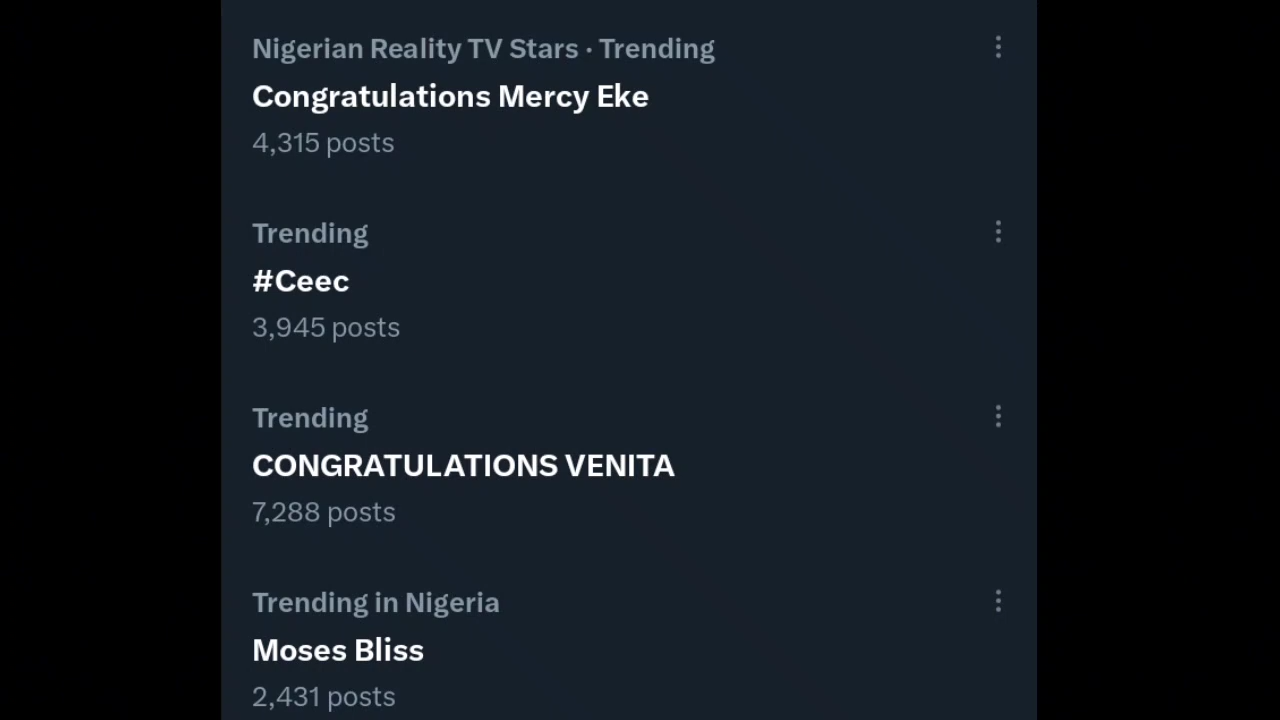 Nigerian Reality TV Stars · Trending
Congratulations Mercy Eke
4,315 posts
Trending
#Ceec
3,945 posts
Trending
CONGRATULATIONS VENITA
7,288 posts
Trending in Nigeria
Moses Bliss
2,431 posts